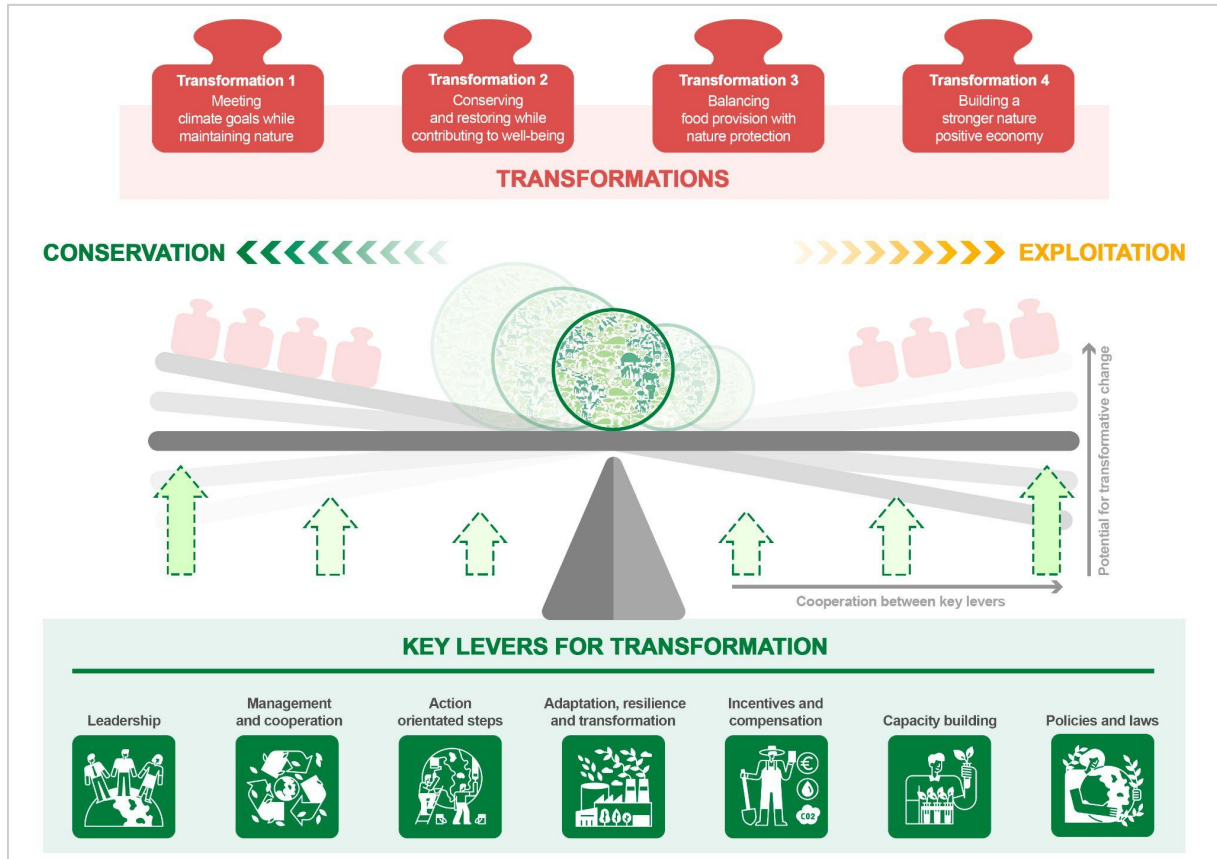 Transformation 1
Meeting
climate goals while
maintaining nature
Transformation 2
Conserving
and restoring while
contributing to well-being
Transformation 3
Balancing
food provision with
nature protection
Transformation 4
Building a
stronger nature
positive economy
TRANSFORMATIONS
CONSERVATION
EXPLOITATION
Potential for transformative change
Cooperation between key levers
KEY LEVERS FOR TRANSFORMATION
Leadership
Management
and cooperation
Action
orientated steps
Adaptation, resilience
and transformation
Incentives and
compensation
€
CO2
Capacity building
Policies and laws